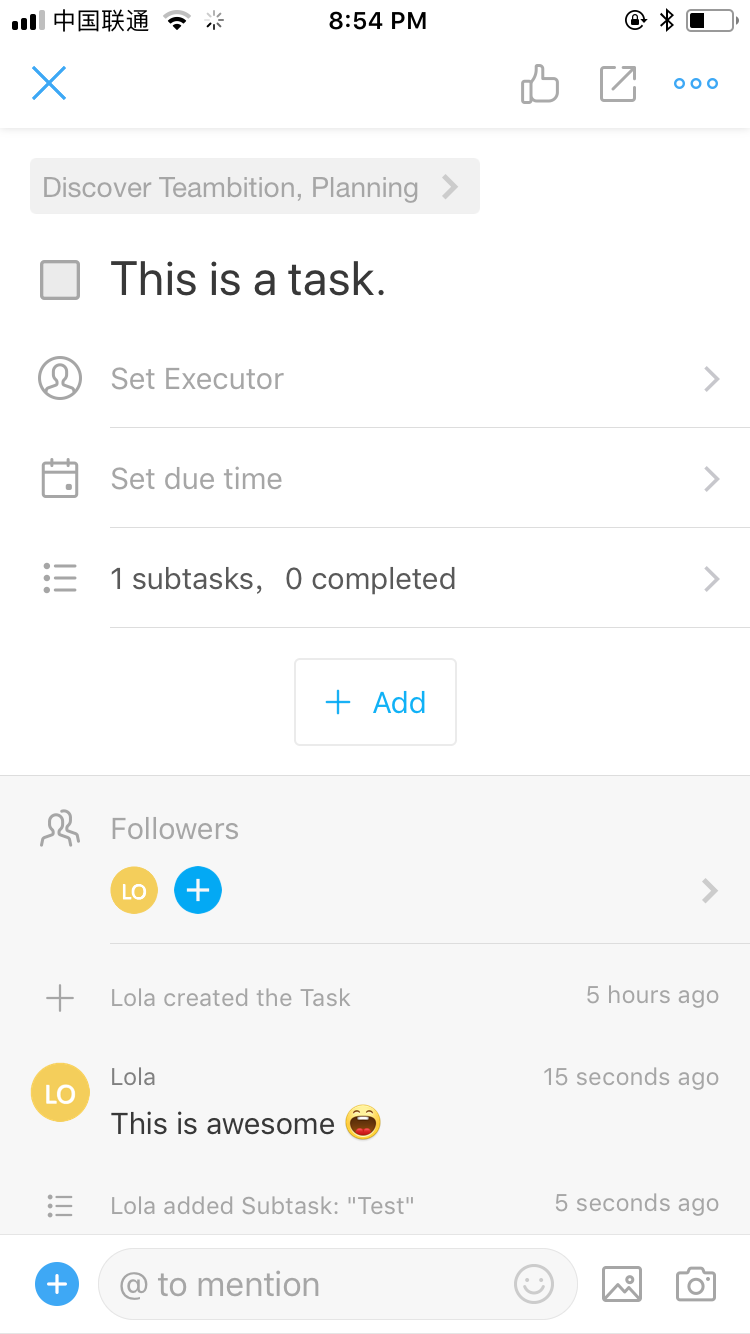 中国联通 8:54 PM
Discover Teambition, Planning
This is a task.
Set Executor
Set due time
1 subtasks, 0 completed
Add
Followers
LO
Lola created the Task 5 hours ago
Lola 15 seconds ago
LO
This is awesome 😆
Lola added Subtask: "Test" 5 seconds ago
@ to mention